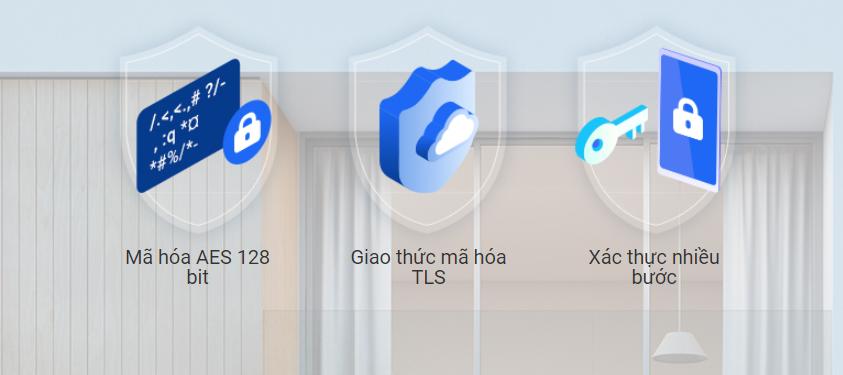 /.<,<.,# ?/-
, :q *¤
*#%/*-
Mã hóa AES 128
bit
Giao thức mã hóa
TLS
Xác thực nhiều
bước